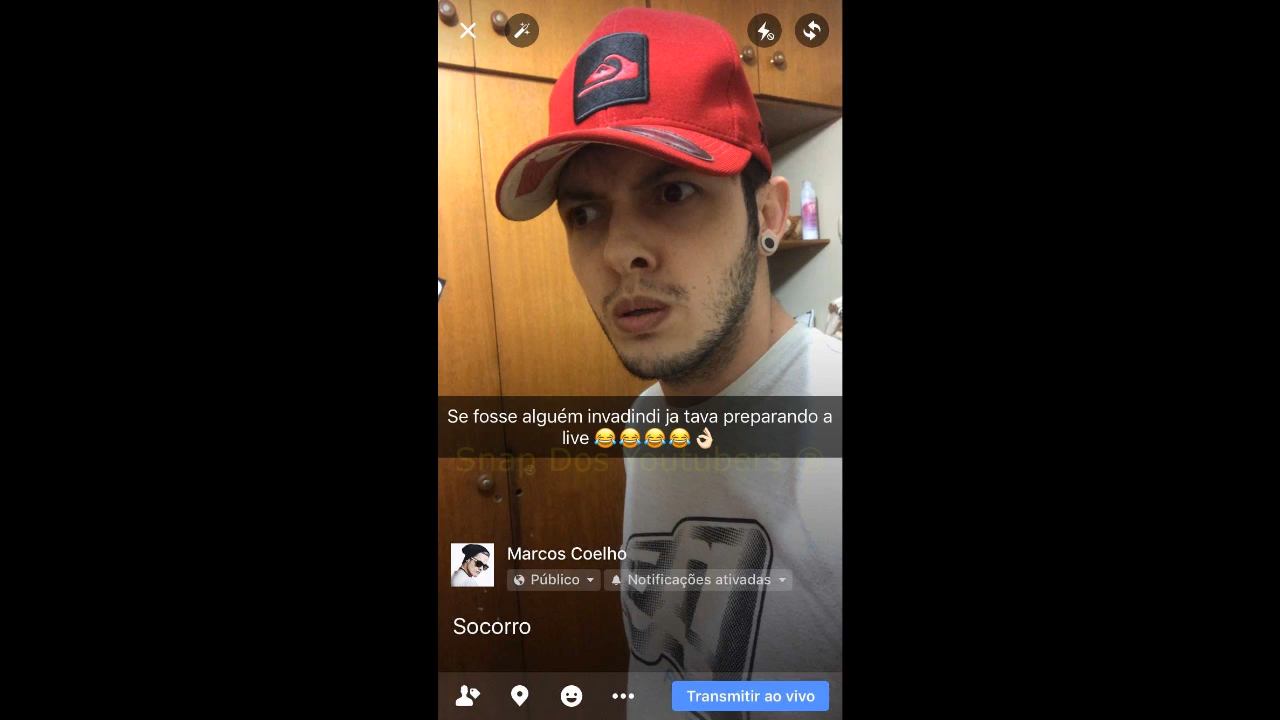 Se fosse alguém invadindi ja tava preparando a
live 😂😂😂😂👌🏻
Snap Dos Youtubers ©
Marcos Coelho
Público
Notificações ativadas
Socorro
Transmitir ao vivo